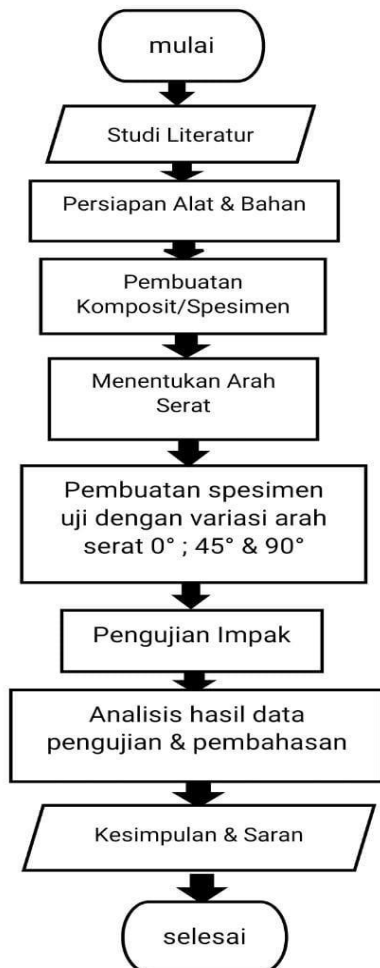 mulai
Studi Literatur
Persiapan Alat & Bahan
Pembuatan
Komposit/Spesimen
Menentukan Arah
Serat
Pembuatan spesimen
uji dengan variasi arah
serat 0° ; 45° & 90°
Pengujian Impak
Analisis hasil data
pengujian & pembahasan
Kesimpulan & Saran
selesai